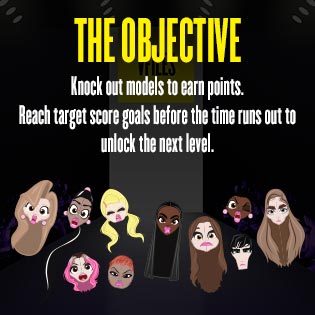 THE OBJECTIVE
VFILES
Knock out models to earn points.
Reach target score goals before the time runs out to
unlock the next level.